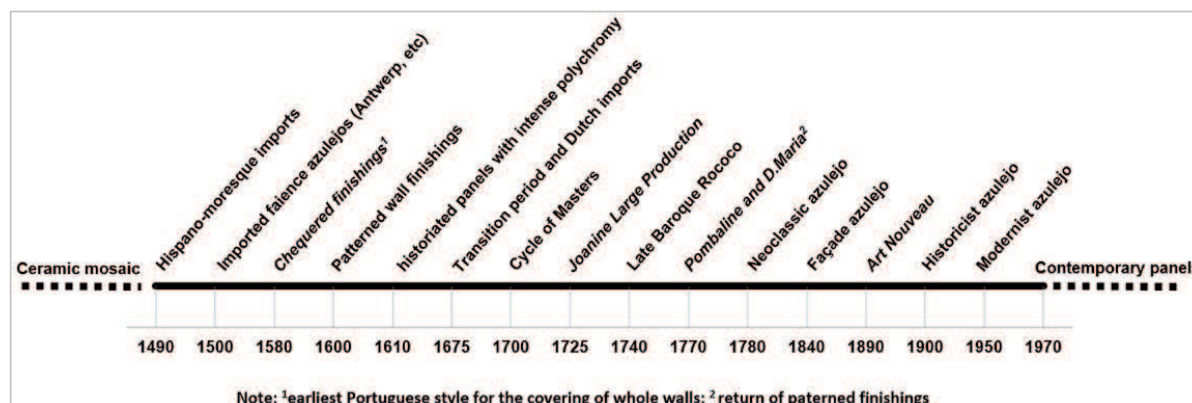 Hispano-moresque imports
Imported faience azulejos (Antwerp, etc)
Chequered finishings¹
Patterned wall finishings
historiated panels with intense polychromy
Transition period and Dutch imports
Cycle of Masters
Joanine Large Production
Late Baroque Rococo
Pombaline and D.Maria²
Neoclassic azulejo
Façade azulejo
Art Nouveau
Historicist azulejo
Modernist azulejo
Ceramic mosaic
Contemporary panels
1490 1500 1580 1600 1610 1675 1700 1725 1740 1770 1780 1840 1890 1900 1950 1970
Note: ¹earliest Portuguese style for the covering of whole walls; ² return of paterned finishings